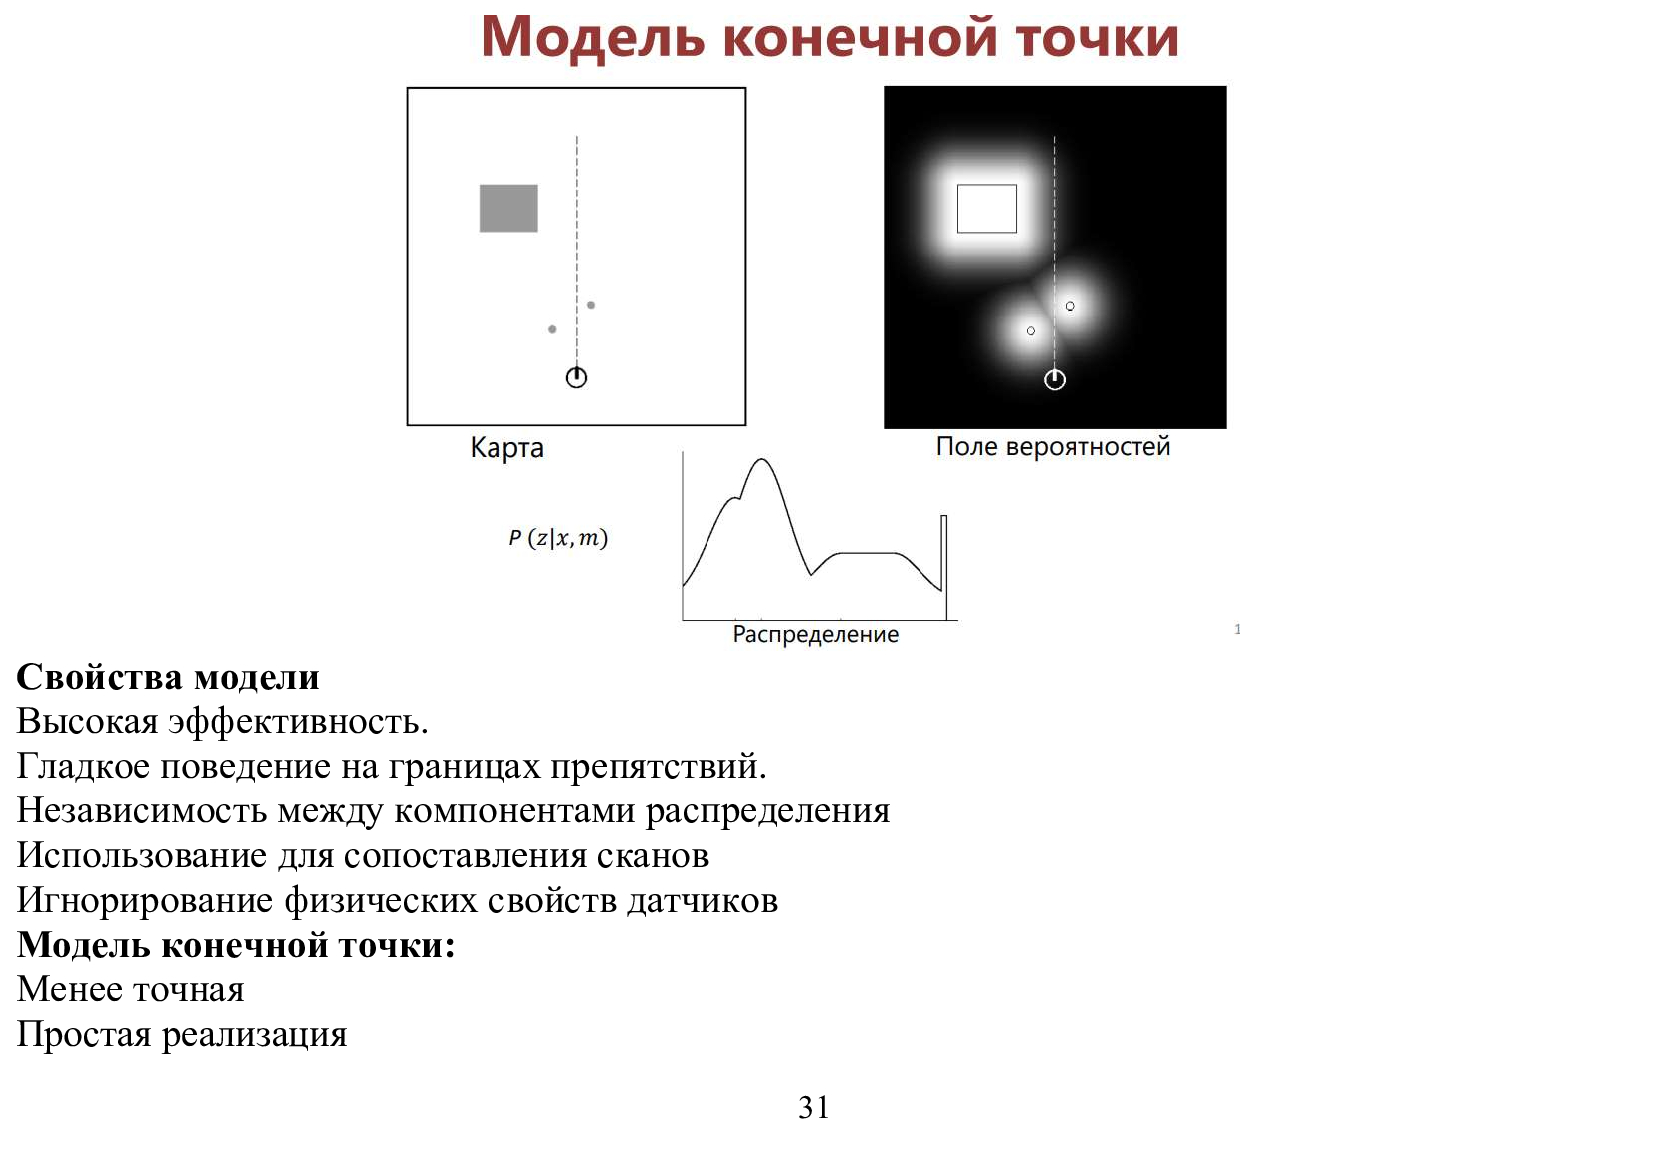 Модель конечной точки
Карта
Поле вероятностей
P (z|x, m)
Распределение
1
Свойства модели
Высокая эффективность.
Гладкое поведение на границах препятствий.
Независимость между компонентами распределения
Использование для сопоставления сканов
Игнорирование физических свойств датчиков
Модель конечной точки:
Менее точная
Простая реализация
31